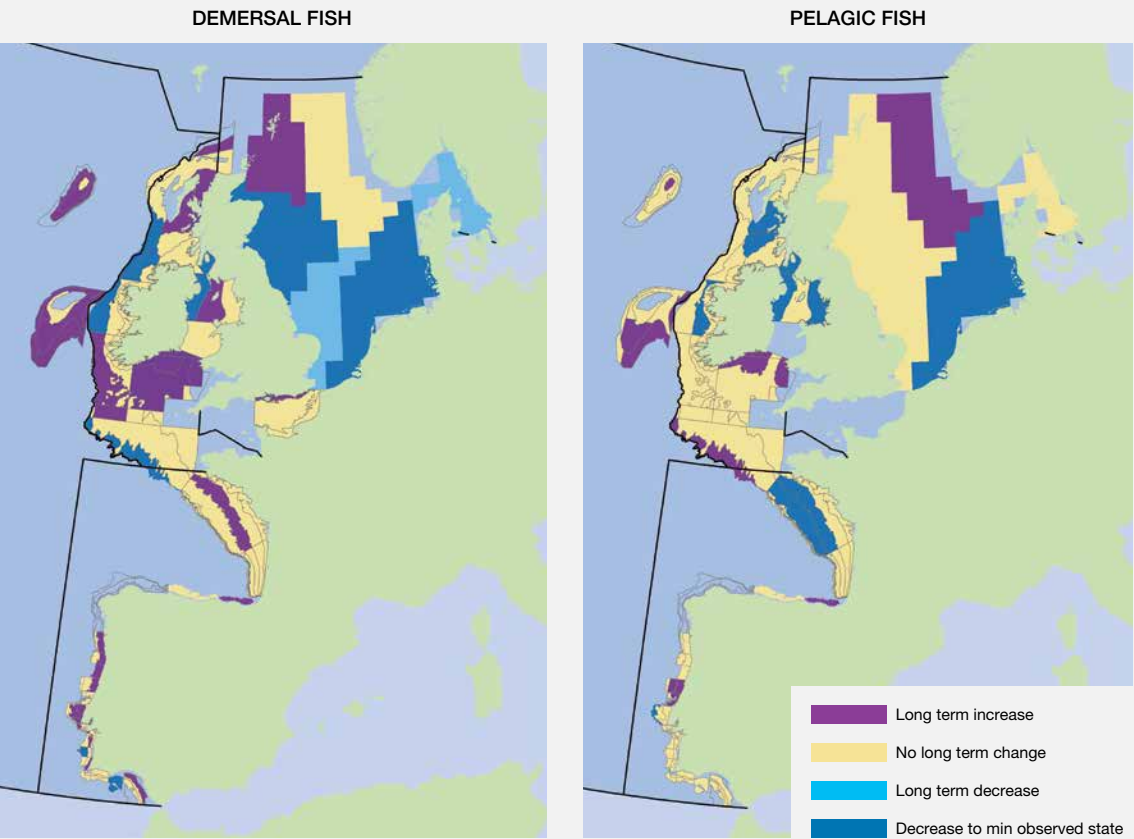 DEMERSAL FISH
PELAGIC FISH
Long term increase
No long term change
Long term decrease
Decrease to min observed state